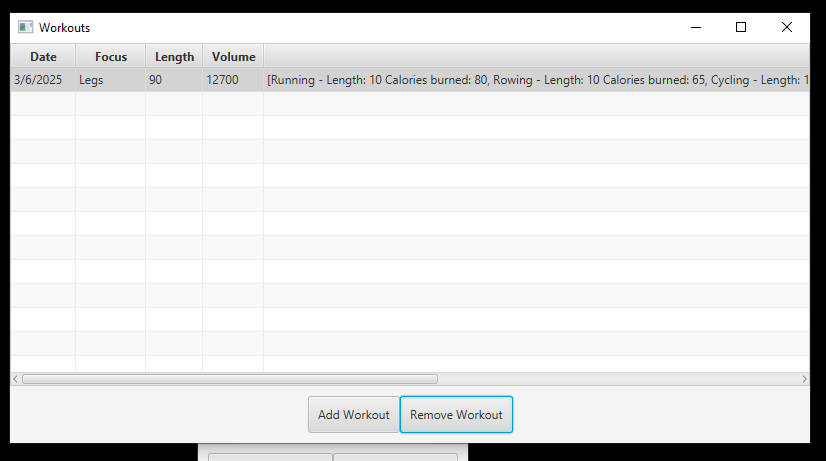 Workouts
Date Focus Length Volume
3/6/2025 Legs 90 12700 [Running - Length: 10 Calories burned: 80, Rowing - Length: 10 Calories burned: 65, Cycling - Length: 1
Add Workout Remove Workout